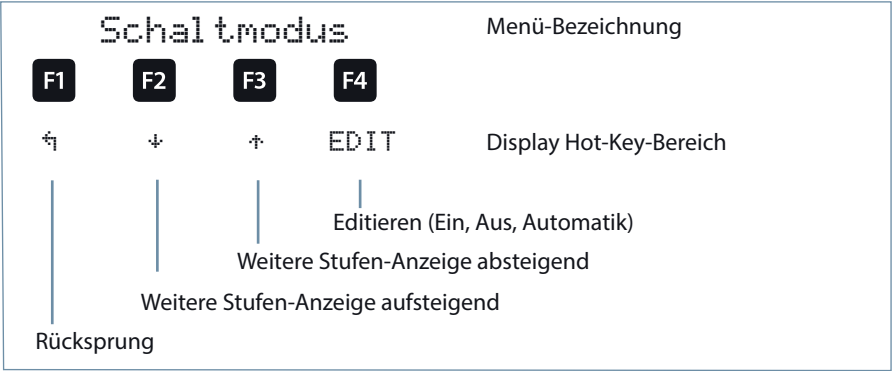 Schaltmodus Menü-Bezeichnung
F1 F2 F3 F4
↰ ↓ ↑ EDIT Display Hot-Key-Bereich
Editieren (Ein, Aus, Automatik)
Weitere Stufen-Anzeige absteigend
Weitere Stufen-Anzeige aufsteigend
Rücksprung